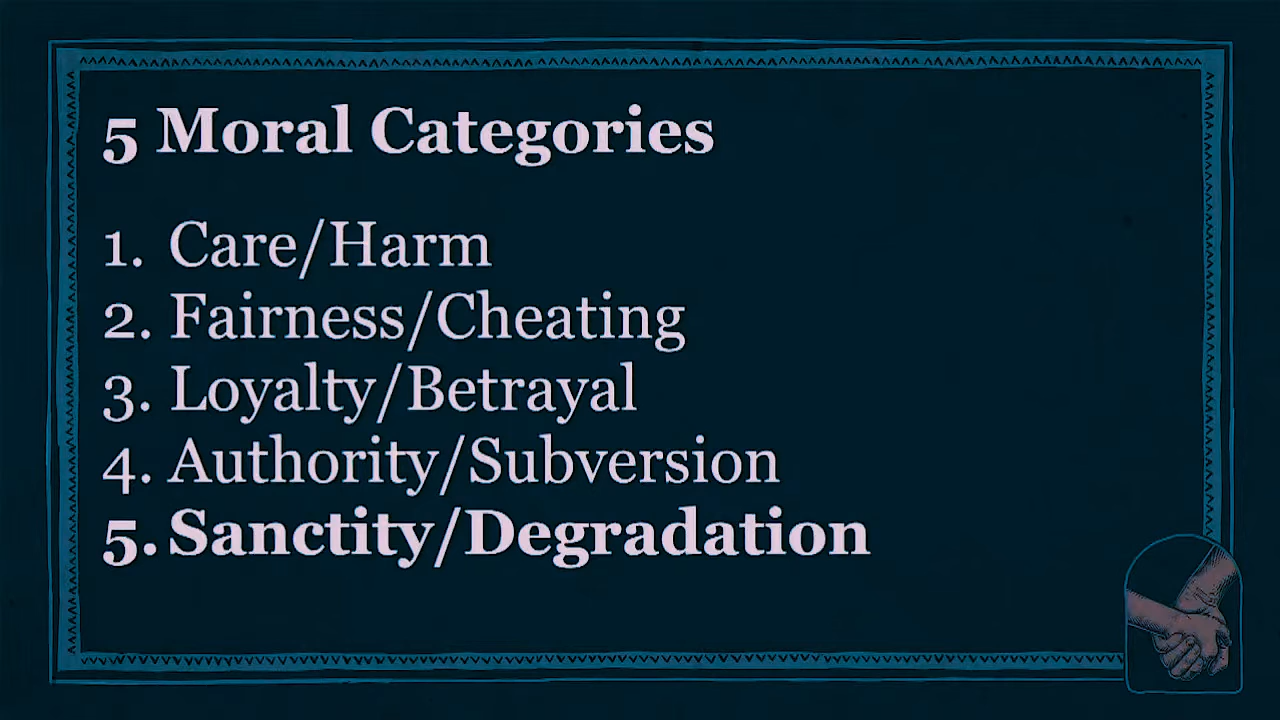 5 Moral Categories
1. Care/Harm
2. Fairness/Cheating
3. Loyalty/Betrayal
4. Authority/Subversion
5. Sanctity/Degradation